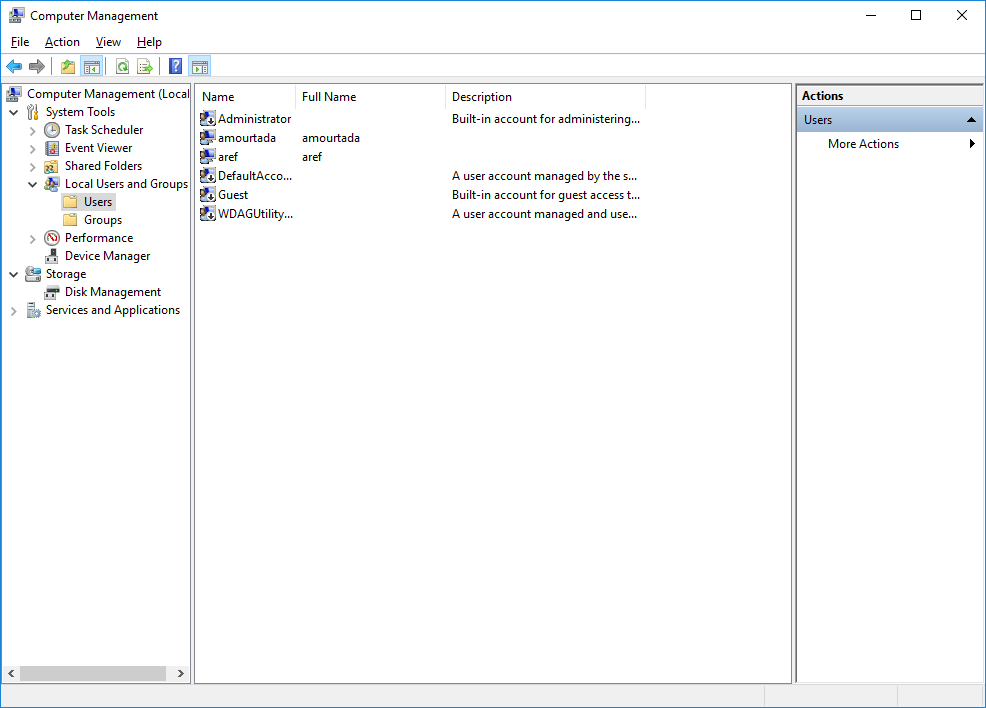 Computer Management
File Action View Help
Computer Management (Local
System Tools
Task Scheduler
Event Viewer
Shared Folders
Local Users and Groups
Users
Groups
Performance
Device Manager
Storage
Disk Management
Services and Applications
Name Full Name Description
Administrator Built-in account for administering...
amourtada amourtada
aref aref
DefaultAcco... A user account managed by the s...
Guest Built-in account for guest access t...
WDAGUtility... A user account managed and use...
Actions
Users
More Actions